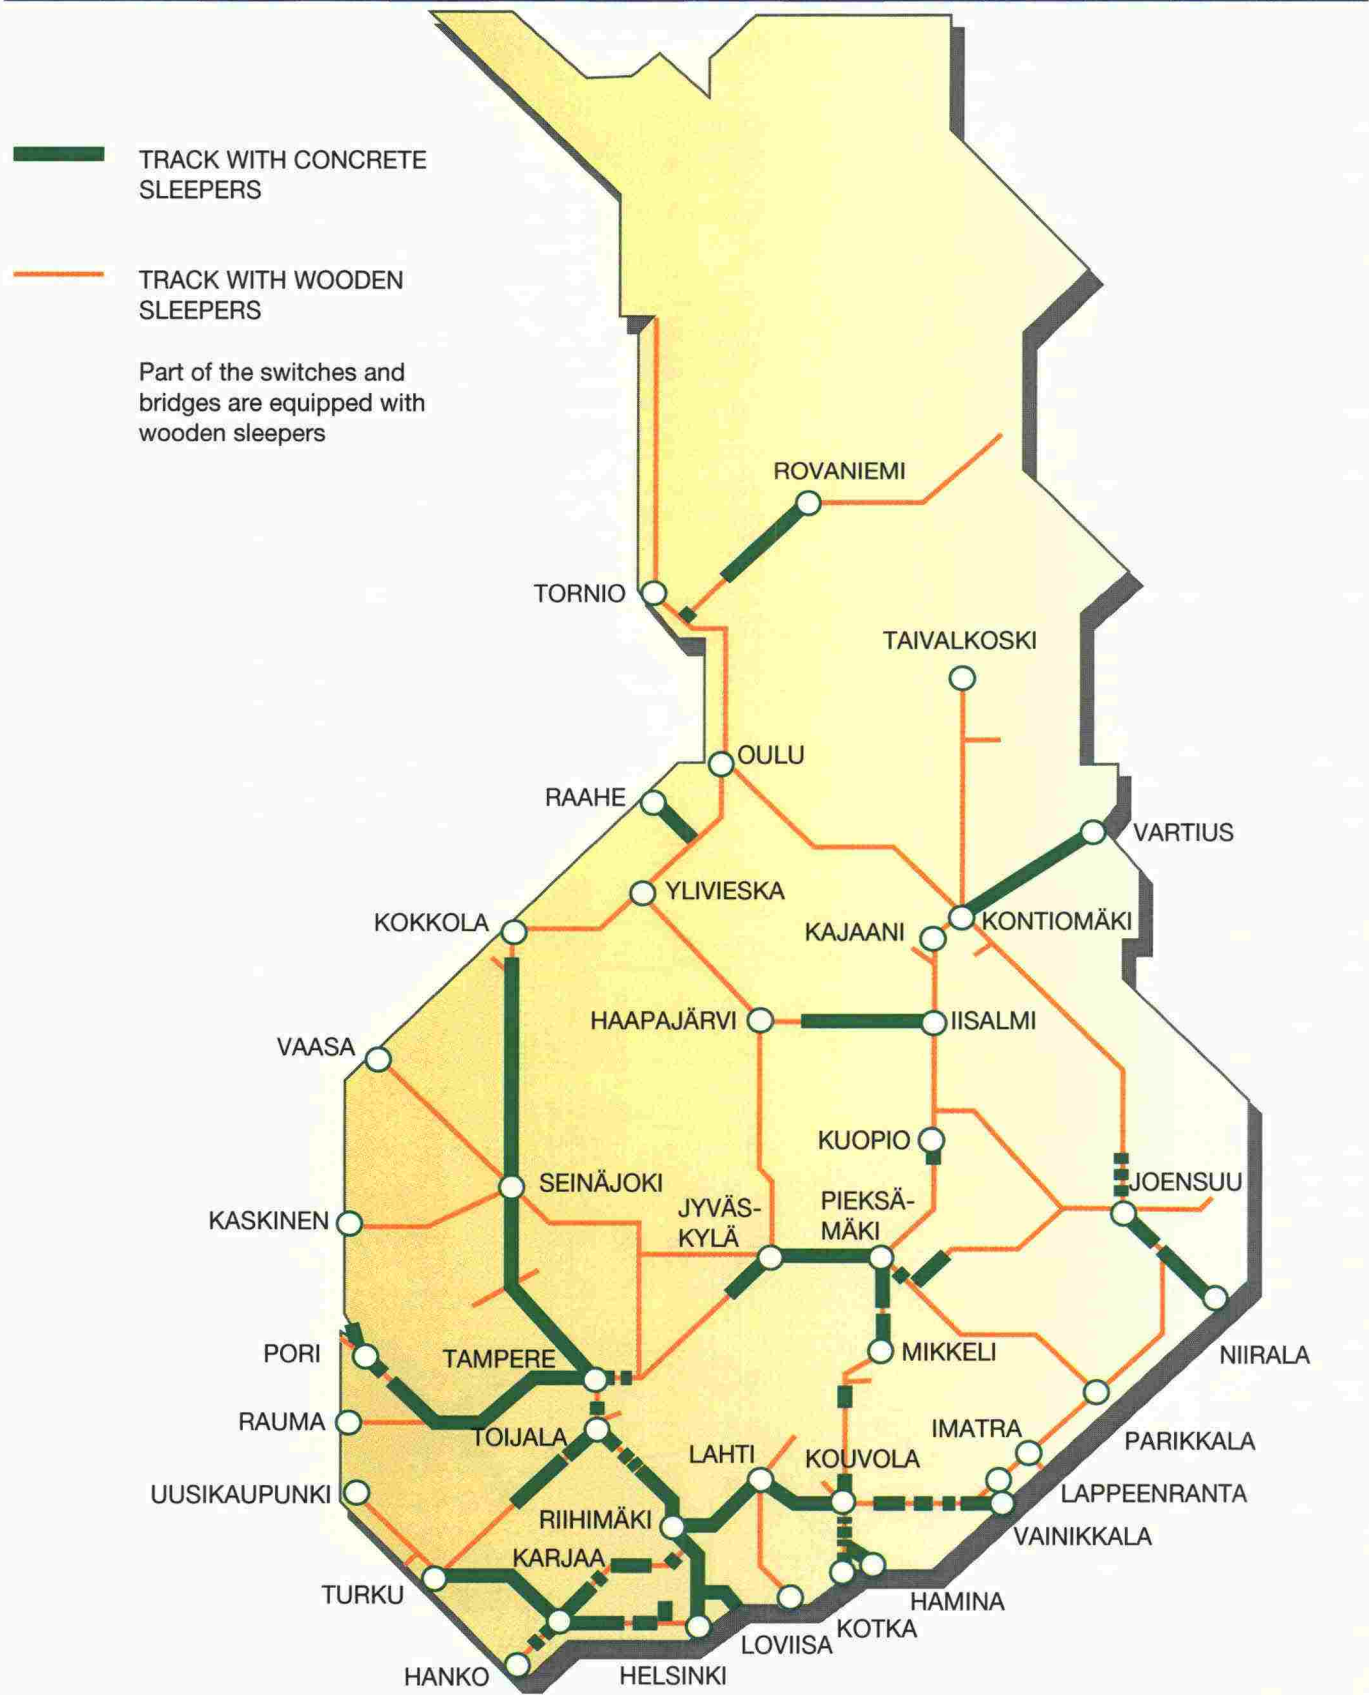 TRACK WITH CONCRETE
SLEEPERS
TRACK WITH WOODEN
SLEEPERS
Part of the switches and
bridges are equipped with
wooden sleepers
ROVANIEMI
TORNIO
TAIVALKOSKI
OULU
RAAHE
VARTIUS
YLIVIESKA
KOKKOLA
KONTIOMÄKI
KAJAANI
HAAPAJÄRVI
IISALMI
VAASA
KUOPIO
SEINÄJOKI
JOENSUU
JYVÄS-
KYLÄ
PIEKSÄ-
MÄKI
KASKINEN
PORI
TAMPERE
MIKKELI
NIIRALA
RAUMA
TOIJALA
IMATRA
PARIKKALA
LAHTI
KOUVOLA
UUSIKAUPUNKI
LAPPEENRANTA
RIIHIMÄKI
VAINIKKALA
KARJAA
TURKU
HAMINA
KOTKA
LOVIISA
HANKO
HELSINKI